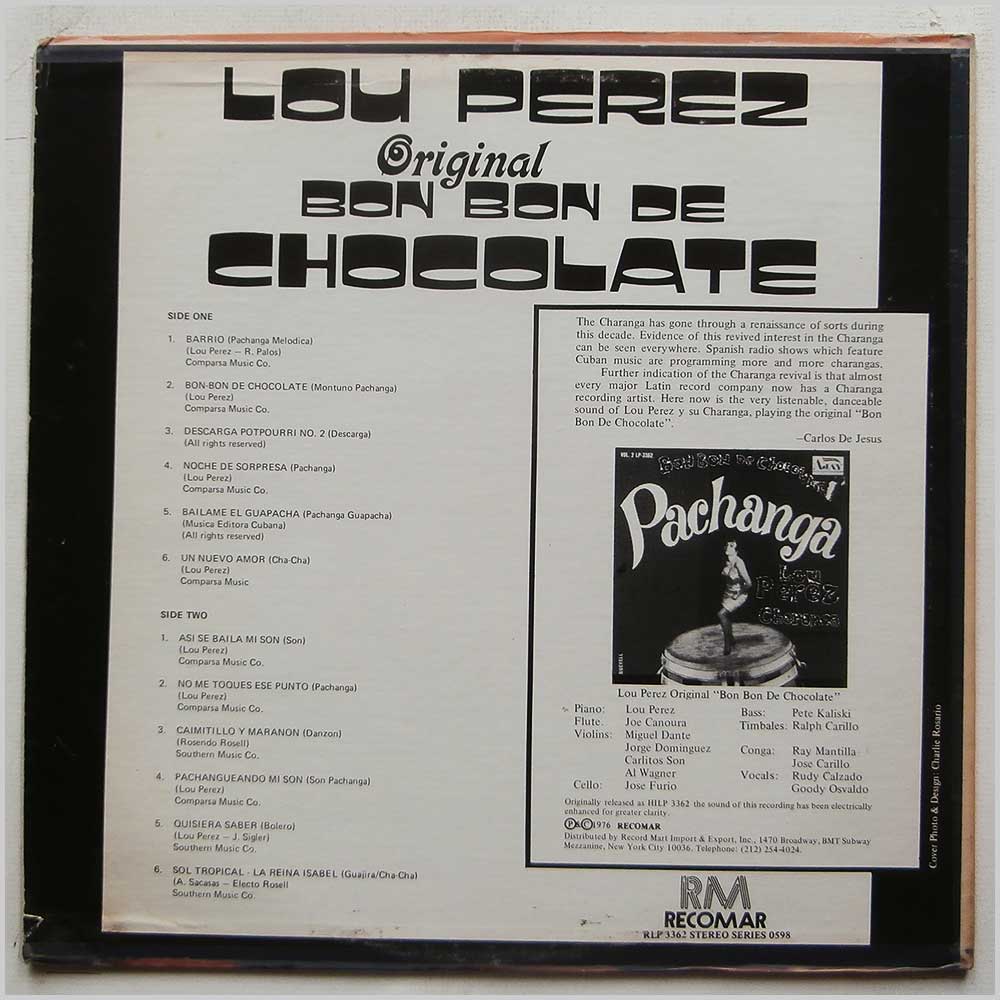 LOU PEREZ
Original
BON BON DE
CHOCOLATE
SIDE ONE
1. BARRIO (Pachanga Melodica)
(Lou Perez – R. Palos)
Comparsa Music Co.
2. BON-BON DE CHOCOLATE (Montuno Pachanga)
(Lou Perez)
Comparsa Music Co.
3. DESCARGA POTPOURRI NO. 2 (Descarga)
(All rights reserved)
4. NOCHE DE SORPRESA (Pachanga)
(Lou Perez)
Comparsa Music Co.
5. BAILAME EL GUAPACHA (Pachanga Guapacha)
(Musica Editora Cubana)
(All rights reserved)
6. UN NUEVO AMOR (Cha-Cha)
(Lou Perez)
Comparsa Music
SIDE TWO
1. ASI SE BAILA MI SON (Son)
(Lou Perez)
Comparsa Music Co.
2. NO ME TOQUES ESE PUNTO (Pachanga)
(Lou Perez)
Comparsa Music Co.
3. CAIMITILLO Y MARANON (Danzon)
(Rosendo Rosell)
Southern Music Co.
4. PACHANGUEANDO MI SON (Son Pachanga)
(Lou Perez)
Comparsa Music Co.
5. QUISIERA SABER (Bolero)
(Lou Perez – J. Sigler)
Southern Music Co.
6. SOL TROPICAL - LA REINA ISABEL (Guajira/Cha-Cha)
(A. Sacasas – Electo Rosell
Southern Music Co.
The Charanga has gone through a renaissance of sorts during
this decade. Evidence of this revived interest in the Charanga
can be seen everywhere. Spanish radio shows which feature
Cuban music are programming more and more charangas.
Further indication of the Charanga revival is that almost
every major Latin record company now has a Charanga
recording artist. Here now is the very listenable, danceable
sound of Lou Perez y su Charanga, playing the original “Bon
Bon De Chocolate”.
–Carlos De Jesus
VOL. 2 LP-3362
Bon Bon de Chocolate
Pachanga
Lou
Perez
Charanga
Lou Perez Original “Bon Bon De Chocolate”
Piano: Lou Perez
Flute. Joe Canoura
Violins: Miguel Dante
Jorge Dominguez
Carlitos Son
Al Wagner
Cello: Jose Furio
Bass: Pete Kaliski
Timbales: Ralph Carillo
Conga: Ray Mantilla
Jose Carillo
Vocals: Rudy Calzado
Goody Osvaldo
Originally released as HILP 3362 the sound of this recording has been electrically
enhanced for greater clarity.
Ⓟ&Ⓒ1976 RECOMAR
Distributed by Record Mart Import & Export, Inc., 1470 Broadway, BMT Subway
Mezzanine, New York City 10036. Telephone: (212) 254-4024.
Cover Photo & Design: Charlie Rosario
RM
RECOMAR
RLP 3362 STEREO SERIES 0598